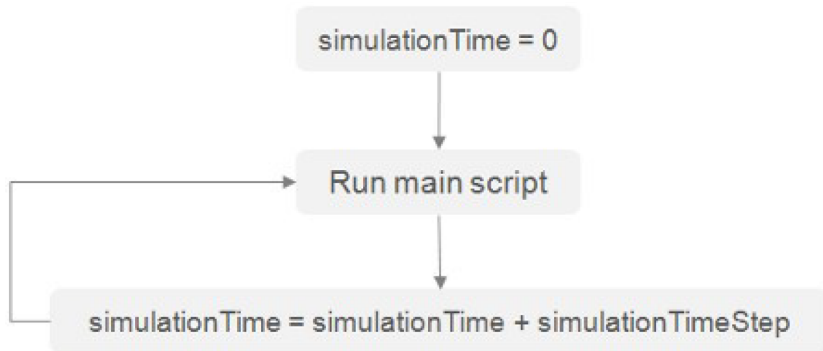 simulationTime = 0
Run main script
simulationTime = simulationTime + simulationTimeStep